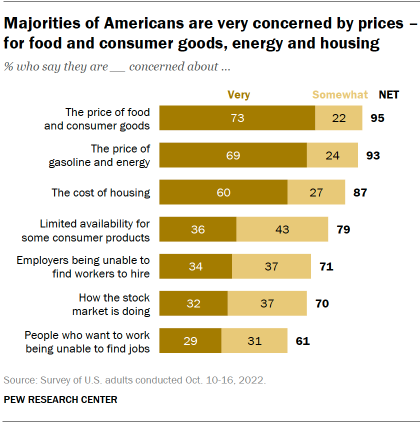 Majorities of Americans are very concerned by prices –
for food and consumer goods, energy and housing
% who say they are __ concerned about ...
Very Somewhat NET
The price of food
and consumer goods
73 22 95
The price of
gasoline and energy
69 24 93
The cost of housing
60 27 87
Limited availability for
some consumer products
36 43 79
Employers being unable to
find workers to hire
34 37 71
How the stock
market is doing
32 37 70
People who want to work
being unable to find jobs
29 31 61
Source: Survey of U.S. adults conducted Oct. 10-16, 2022.
PEW RESEARCH CENTER